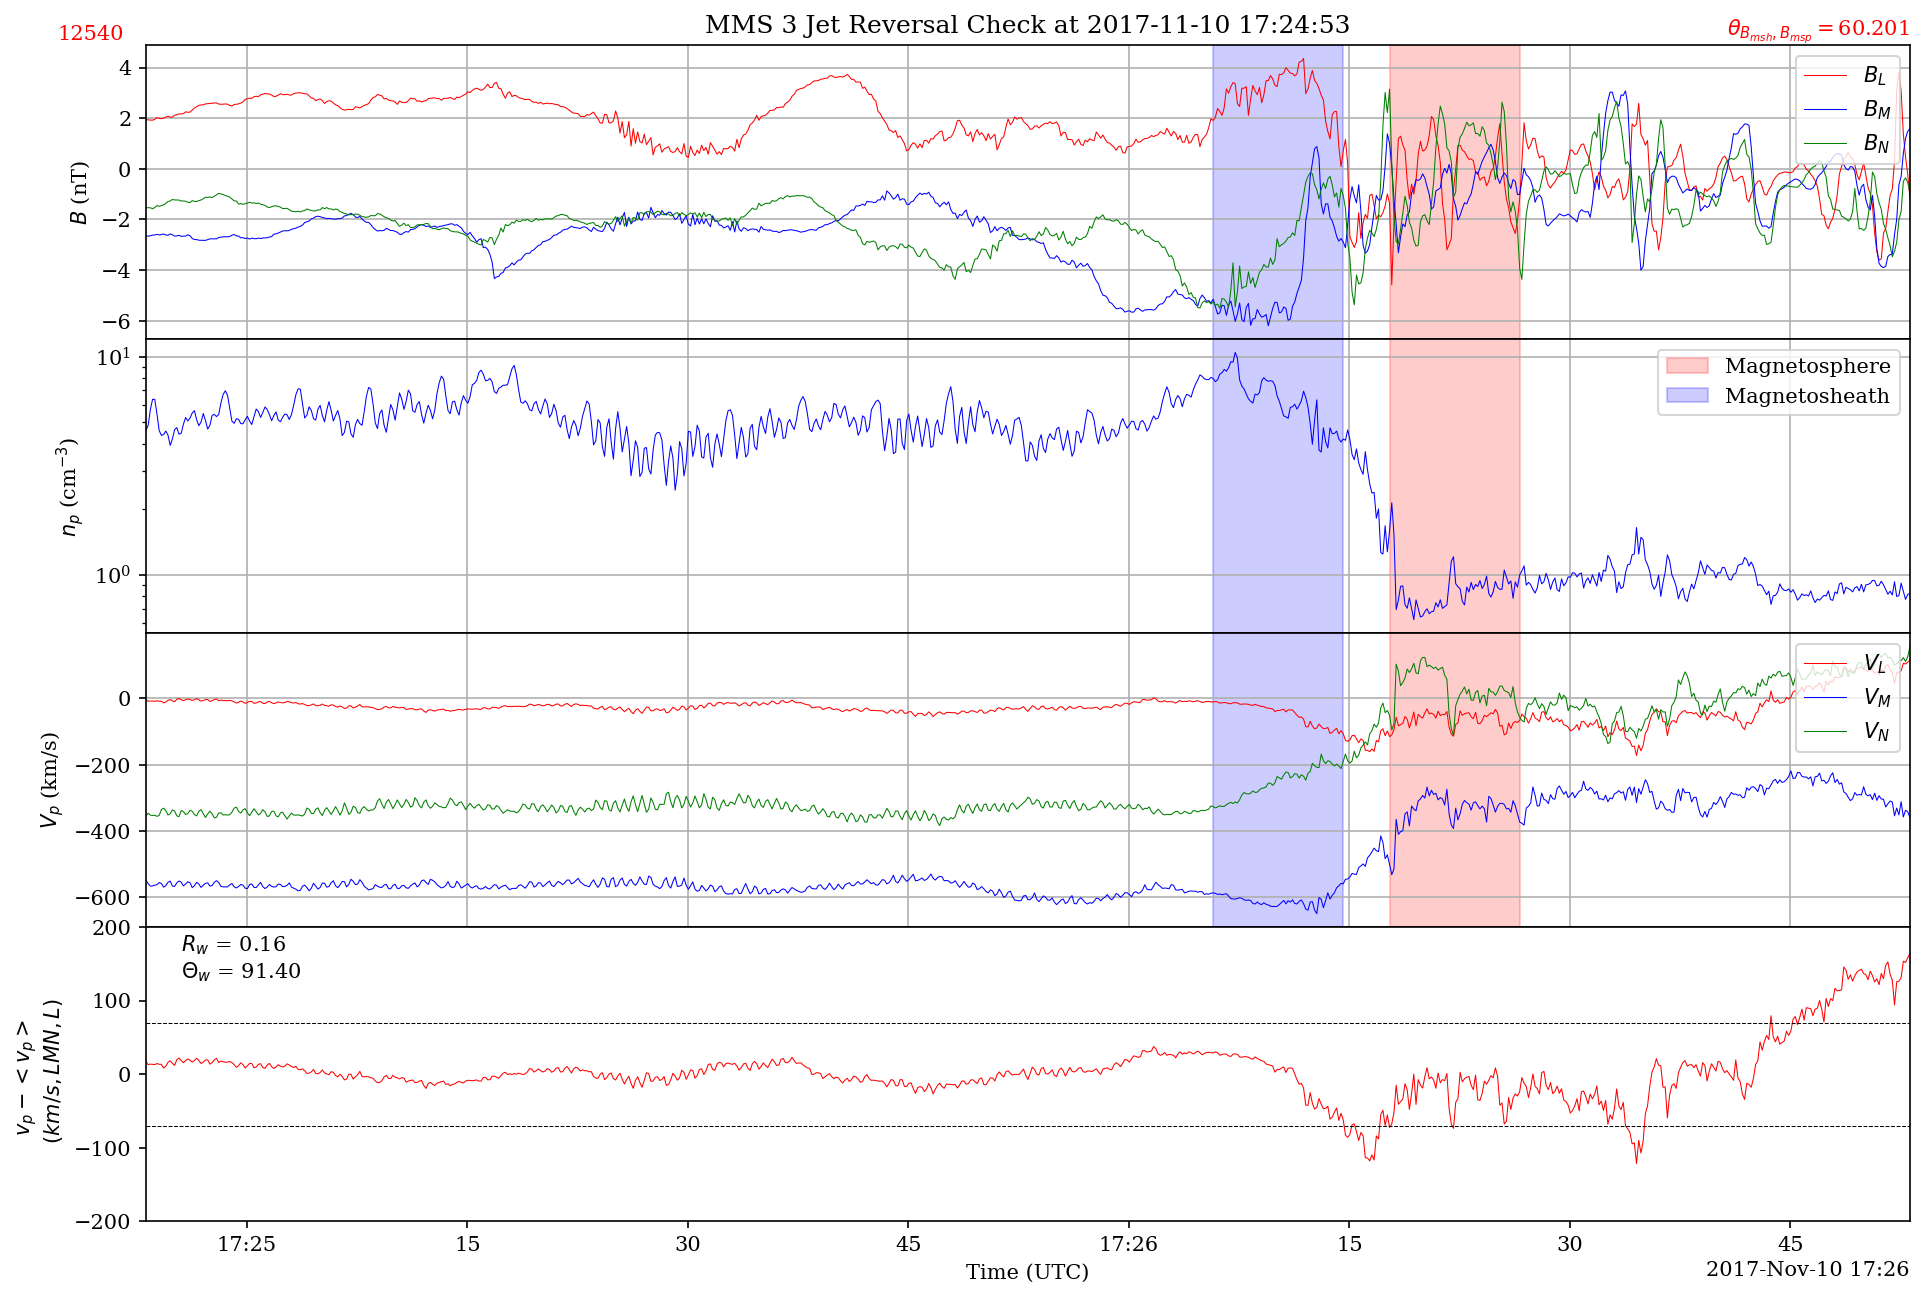 MMS 3 Jet Reversal Check at 2017-11-10 17:24:53
12540
θ_{B_{msh}, B_{msp}} = 60.201
4
2
0
−2
−4
−6
B (nT)
B_L
B_M
B_N
10^1
10^0
n_p (cm^{−3})
Magnetosphere
Magnetosheath
0
−200
−400
−600
V_p (km/s)
V_L
V_M
V_N
200
100
0
−100
−200
v_p − < v_p >
(km/s, LMN, L)
R_w = 0.16
Θ_w = 91.40
17:25 15 30 45 17:26 15 30 45
Time (UTC)
2017-Nov-10 17:26